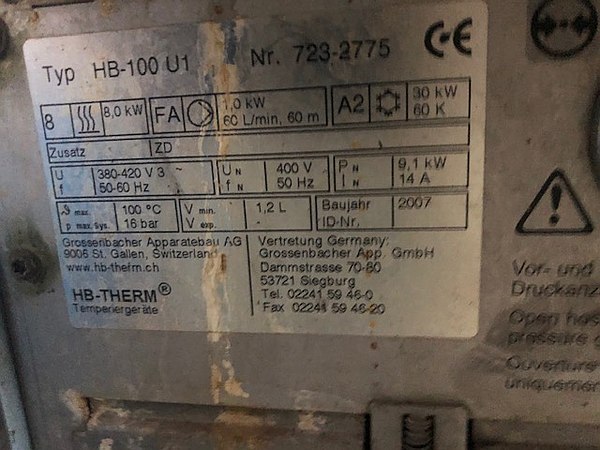 Typ HB-100 U1 Nr. 723-2775 CE
8 8,0 kW FA 1,0 kW 60 L/min, 60 m A2 30 kW 60 K
Zusatz ZD
U 380-420 V 3 U N 400 V P N 9,1 kW
f 50-60 Hz f N 50 Hz I N 14 A
ϑ max. 100 °C V min. 1,2 L Baujahr 2007
p max. Sys. 16 bar V exp. ID-Nr.
Grossenbacher Apparatebau AG
9006 St. Gallen, Switzerland
www.hb-therm.ch
HB-THERM®
Temperiergeräte
Vertretung Germany:
Grossenbacher App. GmbH
Dammstrasse 70-80
53721 Siegburg
Tel. 02241 59 46-0
Fax 02241 59 46-20
Vor- und
Druckanz
Open hos
pressure g
Ouverture
uniquemen